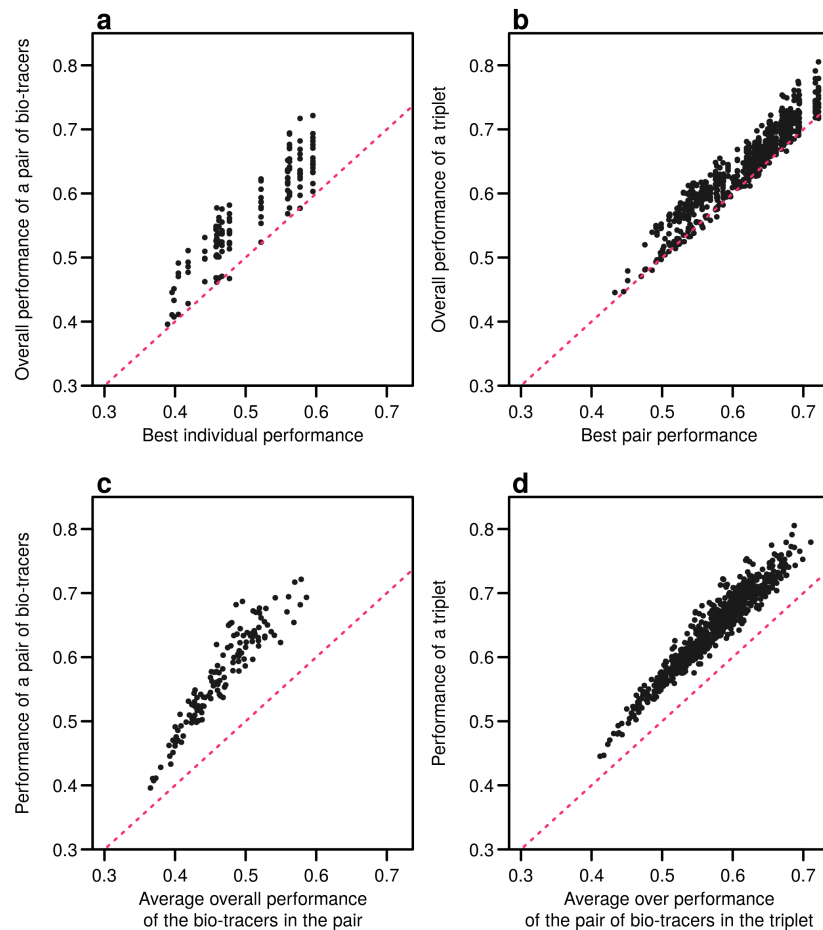 a
Overall performance of a pair of bio-tracers
0.8
0.7
0.6
0.5
0.4
0.3
0.3 0.4 0.5 0.6 0.7
Best individual performance
b
Overall performance of a triplet
0.8
0.7
0.6
0.5
0.4
0.3
0.3 0.4 0.5 0.6 0.7
Best pair performance
c
Performance of a pair of bio-tracers
0.8
0.7
0.6
0.5
0.4
0.3
0.3 0.4 0.5 0.6 0.7
Average overall performance
of the bio-tracers in the pair
d
Performance of a triplet
0.8
0.7
0.6
0.5
0.4
0.3
0.3 0.4 0.5 0.6 0.7
Average over performance
of the pair of bio-tracers in the triplet